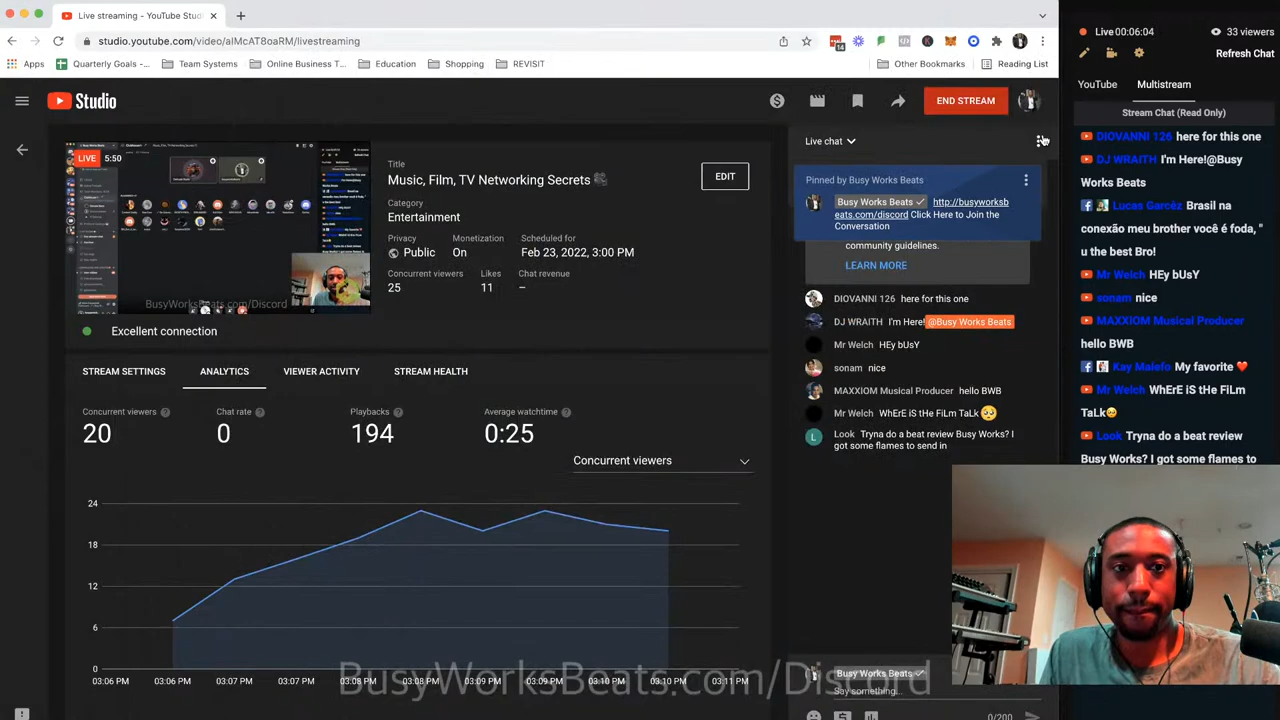 Live streaming - YouTube Stud
studio.youtube.com/video/aIMcAT8oaRM/livestreaming
14
Apps
Quarterly Goals -...
Team Systems
Online Business T...
Education
Shopping
REVISIT
Other Bookmarks
Reading List
Studio
END STREAM
LIVE 5:50
BusyWorksBeats.com/Discord
Excellent connection
Title
Music, Film, TV Networking Secrets
Category
Entertainment
EDIT
Privacy Monetization Scheduled for
Public On Feb 23, 2022, 3:00 PM
Concurrent viewers Likes Chat revenue
25 11 –
STREAM SETTINGS ANALYTICS VIEWER ACTIVITY STREAM HEALTH
Concurrent viewers Chat rate Playbacks Average watchtime
20 0 194 0:25
Concurrent viewers
24
18
12
6
0
03:06 PM 03:06 PM 03:07 PM 03:07 PM 03:08 PM 03:08 PM 03:09 PM 03:09 PM 03:10 PM 03:10 PM 03:11 PM
Live chat
Pinned by Busy Works Beats
Busy Works Beats http://busyworksb
eats.com/discord Click Here to Join the
Conversation
community guidelines.
LEARN MORE
DIOVANNI 126 here for this one
DJ WRAITH I'm Here! @Busy Works Beats
Mr Welch HEy bUsY
sonam nice
MAXXIOM Musical Producer hello BWB
Mr Welch WhErE iS tHe FiLm TaLk
L Look Tryna do a beat review Busy Works? I
got some flames to send in
Busy Works Beats
Say something...
0/200
BusyWorksBeats.com/Discord
Live 00:06:04
33 viewers
Refresh Chat
YouTube Multistream
Stream Chat (Read Only)
DIOVANNI 126 here for this one
DJ WRAITH I'm Here!@Busy
Works Beats
Lucas Garcêz Brasil na
conexão meu brother você é foda, "
u the best Bro!
Mr Welch HEy bUsY
sonam nice
MAXXIOM Musical Producer
hello BWB
Kay Malefo My favorite
Mr Welch WhErE iS tHe FiLm
TaLk
Look Tryna do a beat review
Busy Works? I got some flames to